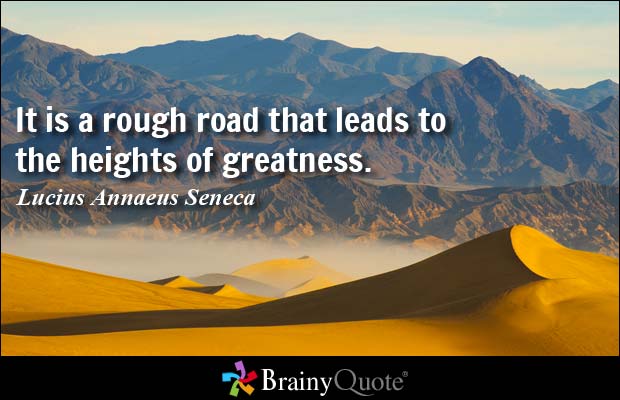 It is a rough road that leads to
the heights of greatness.
Lucius Annaeus Seneca
BrainyQuote®